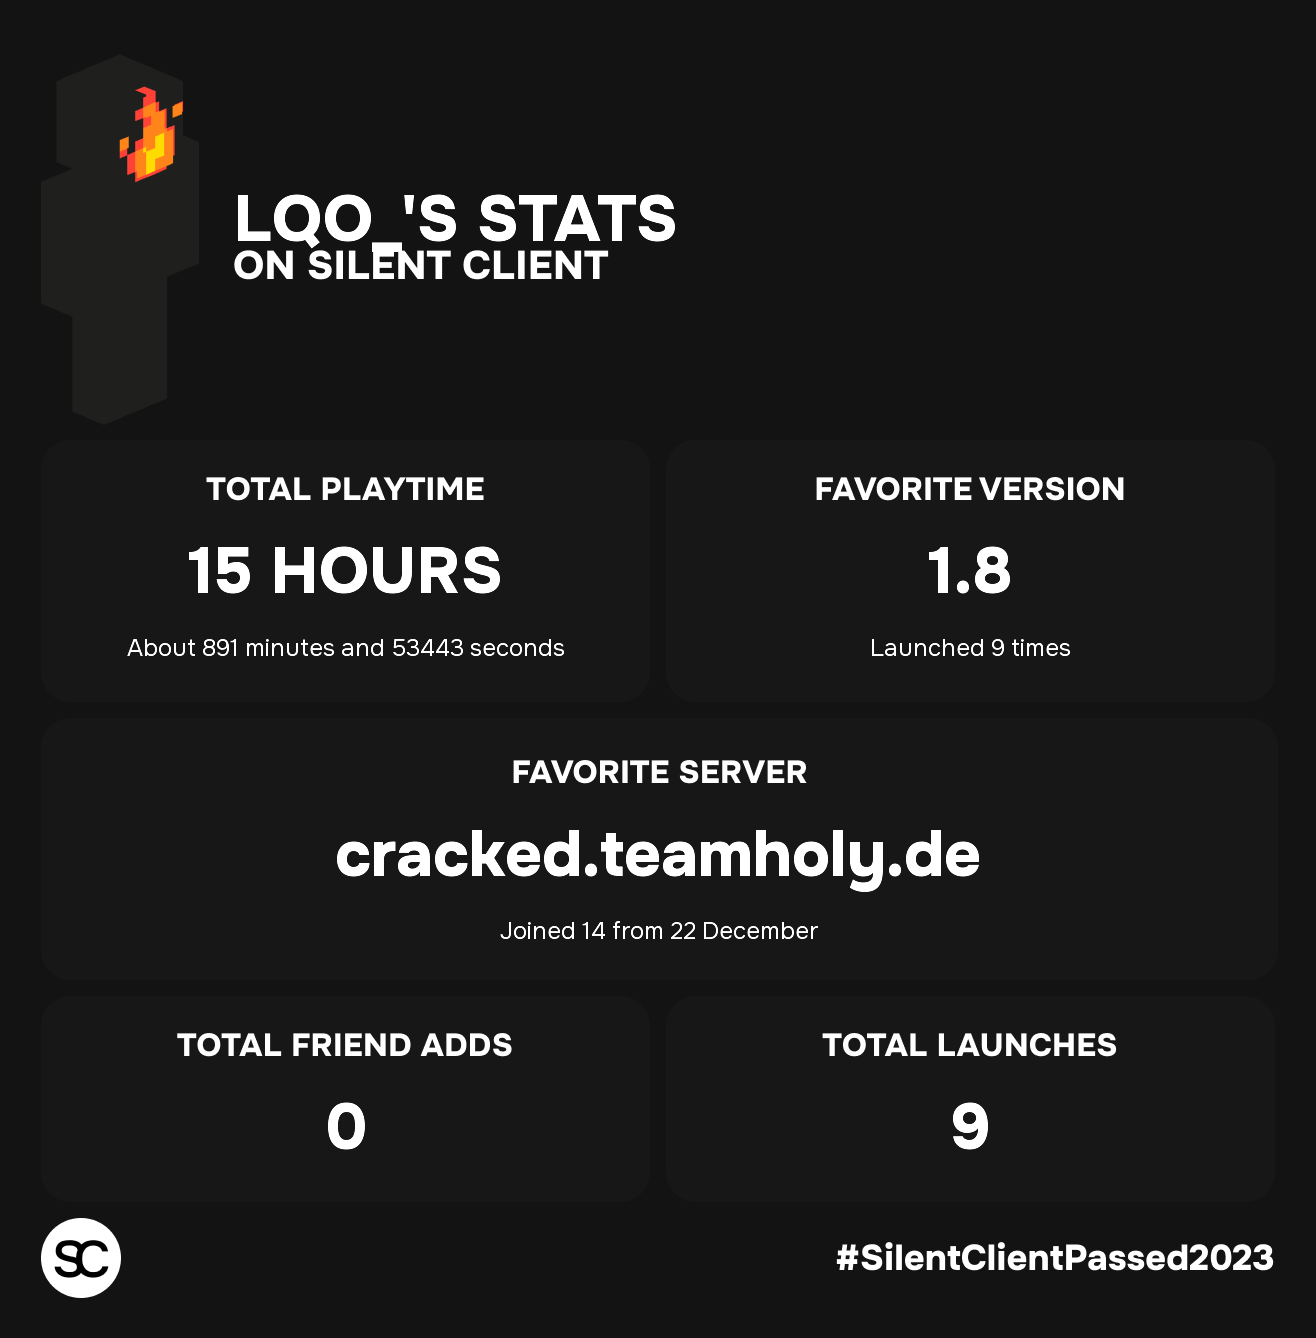 LQO_'S STATS
ON SILENT CLIENT
TOTAL PLAYTIME
15 HOURS
About 891 minutes and 53443 seconds
FAVORITE VERSION
1.8
Launched 9 times
FAVORITE SERVER
cracked.teamholy.de
Joined 14 from 22 December
TOTAL FRIEND ADDS
0
TOTAL LAUNCHES
9
SC
#SilentClientPassed2023